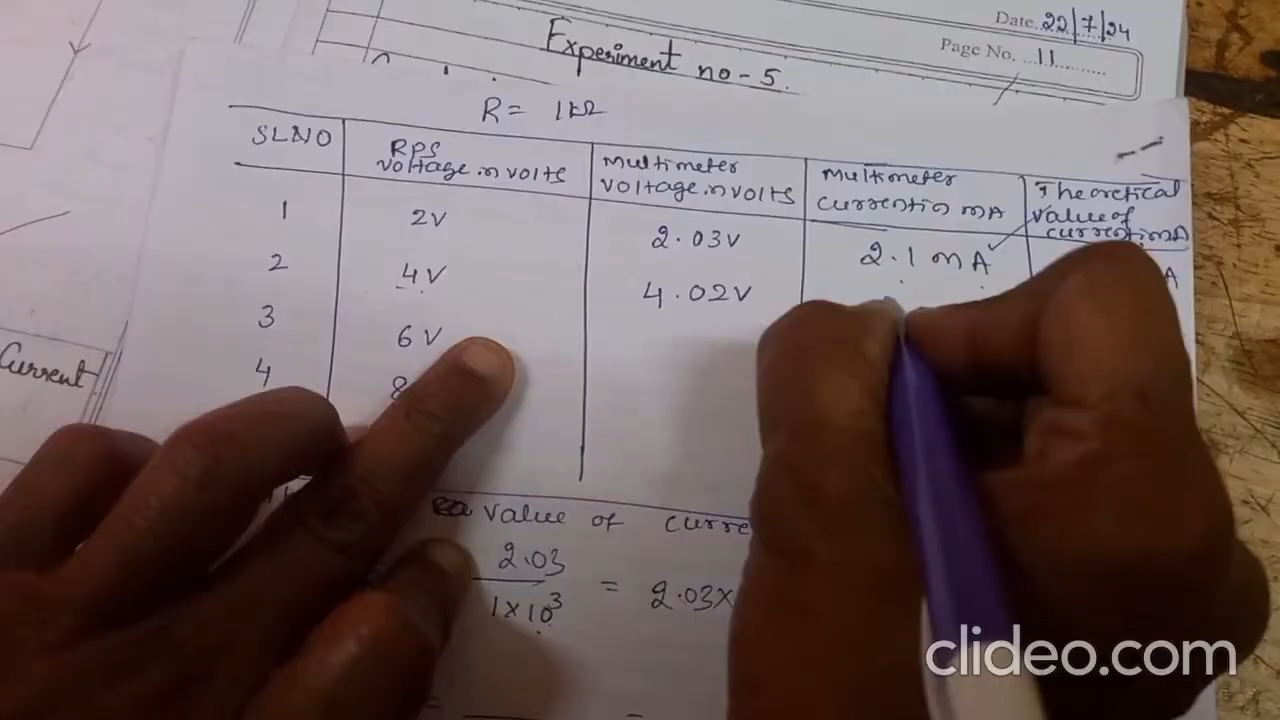 Date. 22/7/24
Page No. 11
Experiment no - 5.
R = 1kΩ
SLNO
RPS
voltage in volts
Multimeter
voltage in volts
Multimeter
current in mA
Theoretical
value of
current in mA
1
2V
2.03V
2.1 mA
A
2
4V
4.02V
3
6V
4
8
Current
value of curre
2.03
1×10³
= 2.03×
=
clideo.com